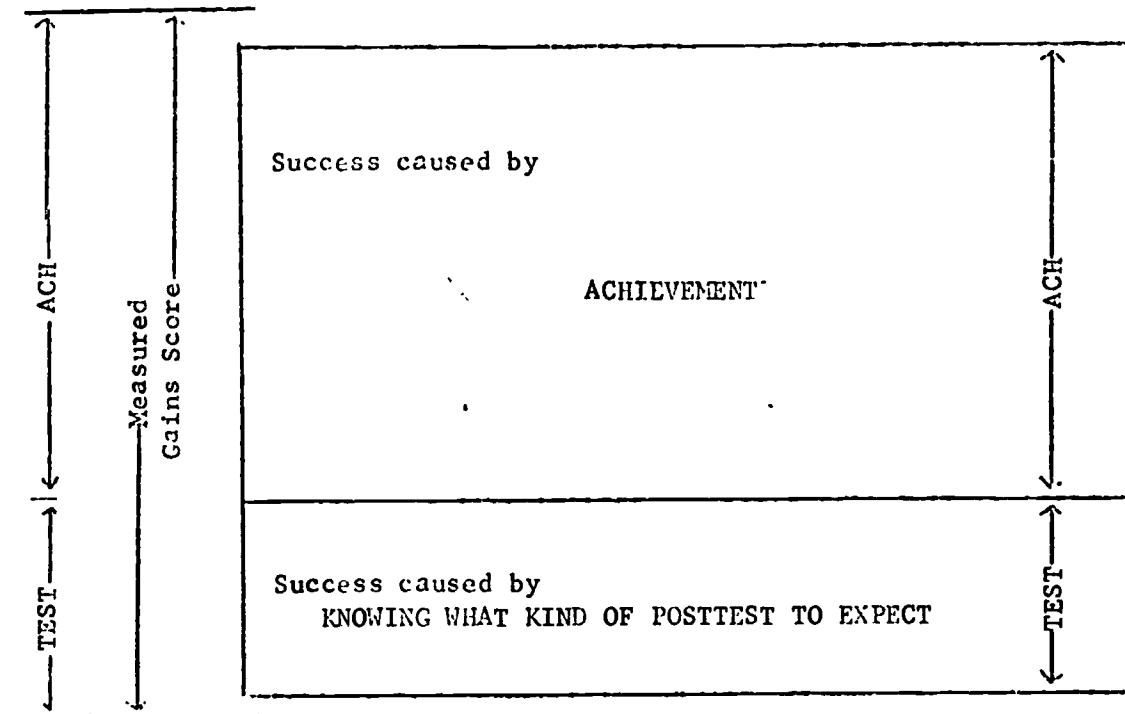 ACH
TEST
Measured
Gains Score
Success caused by
ACHIEVEMENT
ACH
Success caused by
KNOWING WHAT KIND OF POSTTEST TO EXPECT
TEST